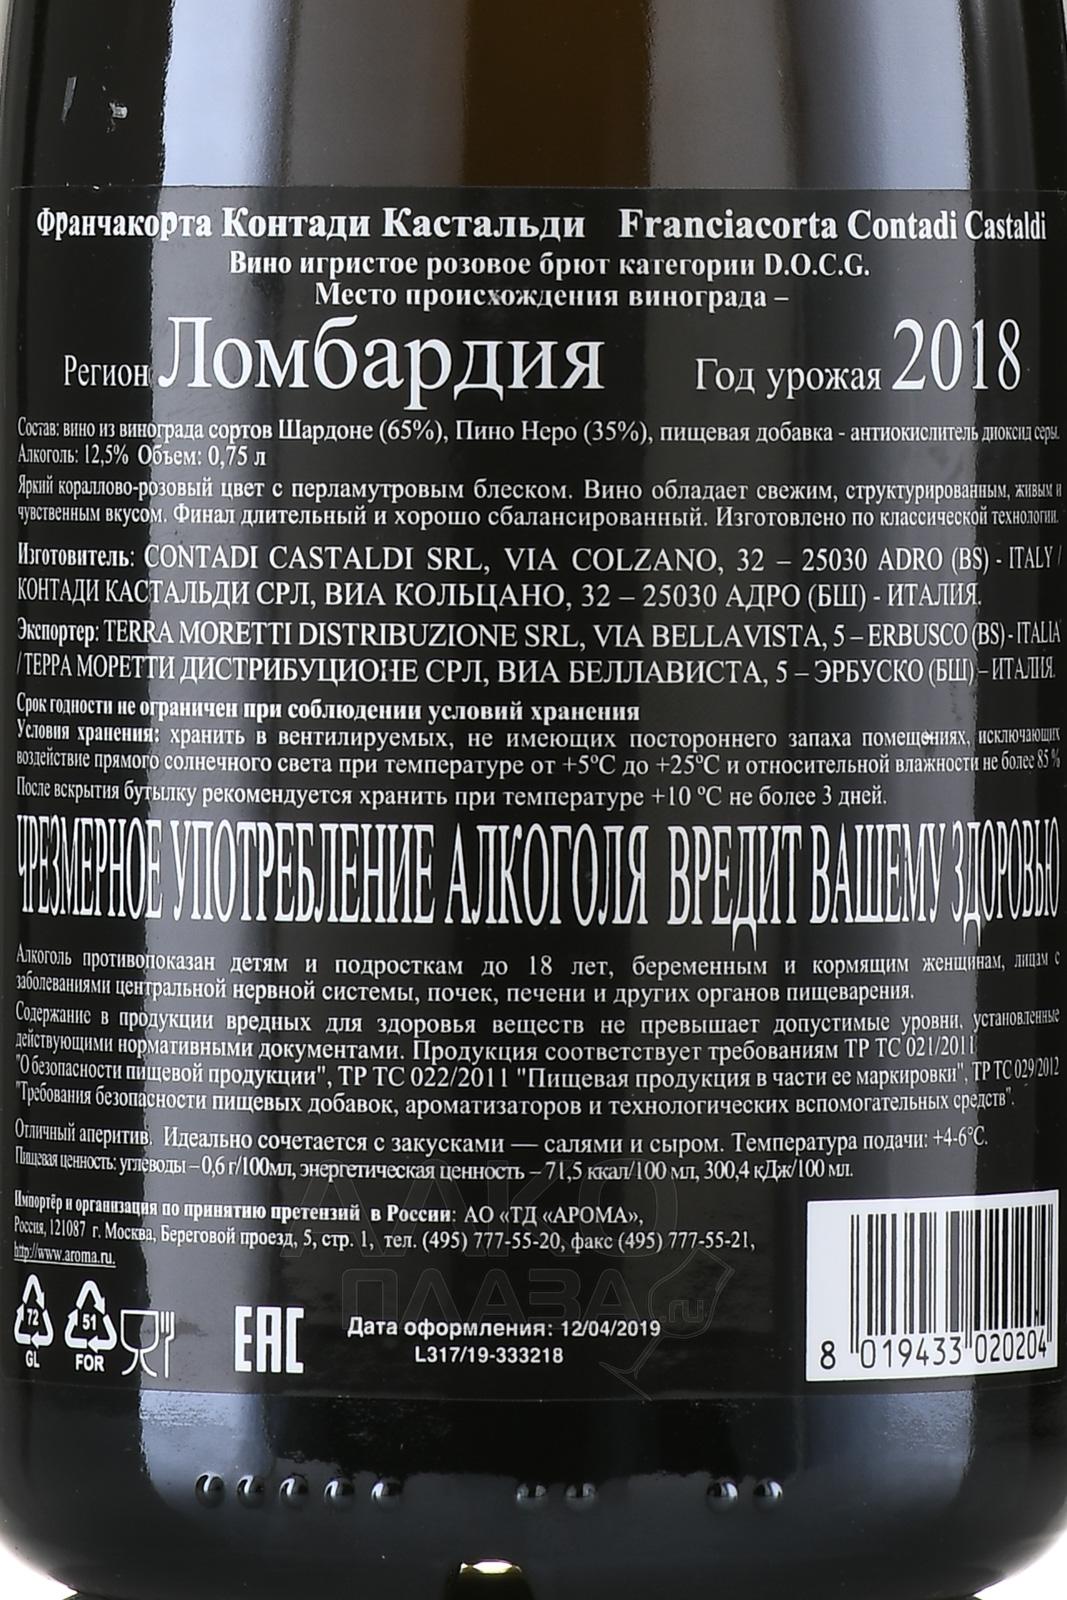 Франчакорта Контади Кастальди Franciacorta Contadi Castaldi
Вино игристое розовое брют категории D.O.C.G.
Место происхождения винограда –
Регион Ломбардия Год урожая 2018
Состав: вино из винограда сортов Шардоне (65%), Пино Неро (35%), пищевая добавка - антиокислитель диоксид серы.
Алкоголь: 12,5% Объем: 0,75 л
Яркий кораллово-розовый цвет с перламутровым блеском. Вино обладает свежим, структурированным, живым и
чувственным вкусом. Финал длительный и хорошо сбалансированный. Изготовлено по классической технологии.
Изготовитель: CONTADI CASTALDI SRL, VIA COLZANO, 32 – 25030 ADRO (BS) - ITALY /
КОНТАДИ КАСТАЛЬДИ СРЛ, ВИА КОЛЬЦАНО, 32 – 25030 АДРО (БШ) - ИТАЛИЯ.
Экспортер: TERRA MORETTI DISTRIBUZIONE SRL, VIA BELLAVISTA, 5 – ERBUSCO (BS) - ITALIA
/ ТЕРРА МОРЕТТИ ДИСТРИБУЦИОНЕ СРЛ, ВИА БЕЛЛАВИСТА, 5 – ЭРБУСКО (БШ) – ИТАЛИЯ.
Срок годности не ограничен при соблюдении условий хранения
Условия хранения: хранить в вентилируемых, не имеющих постороннего запаха помещениях, исключающих
воздействие прямого солнечного света при температуре от +5ºС до +25ºС и относительной влажности не более 85 %
После вскрытия бутылку рекомендуется хранить при температуре +10 ºС не более 3 дней.
ЧРЕЗМЕРНОЕ УПОТРЕБЛЕНИЕ АЛКОГОЛЯ ВРЕДИТ ВАШЕМУ ЗДОРОВЬЮ
Алкоголь противопоказан детям и подросткам до 18 лет, беременным и кормящим женщинам, лицам с
заболеваниями центральной нервной системы, почек, печени и других органов пищеварения.
Содержание в продукции вредных для здоровья веществ не превышает допустимые уровни, установленные
действующими нормативными документами. Продукция соответствует требованиям ТР ТС 021/2011
"О безопасности пищевой продукции", ТР ТС 022/2011 "Пищевая продукция в части ее маркировки", ТР ТС 029/2012
"Требования безопасности пищевых добавок, ароматизаторов и технологических вспомогательных средств".
Отличный аперитив. Идеально сочетается с закусками — салями и сыром. Температура подачи: +4-6°С.
Пищевая ценность: углеводы – 0,6 г/100мл, энергетическая ценность – 71,5 ккал/100 мл, 300,4 кДж/100 мл.
Импортёр и организация по принятию претензий в России: АО «ТД «АРОМА»,
Россия, 121087 г. Москва, Береговой проезд, 5, стр. 1, тел. (495) 777-55-20, факс (495) 777-55-21,
http://www.aroma.ru.
72 GL 51 FOR EAC
Дата оформления: 12/04/2019
L317/19-333218
8 019433 020204
АЛКО
ПЛАЗА.ru